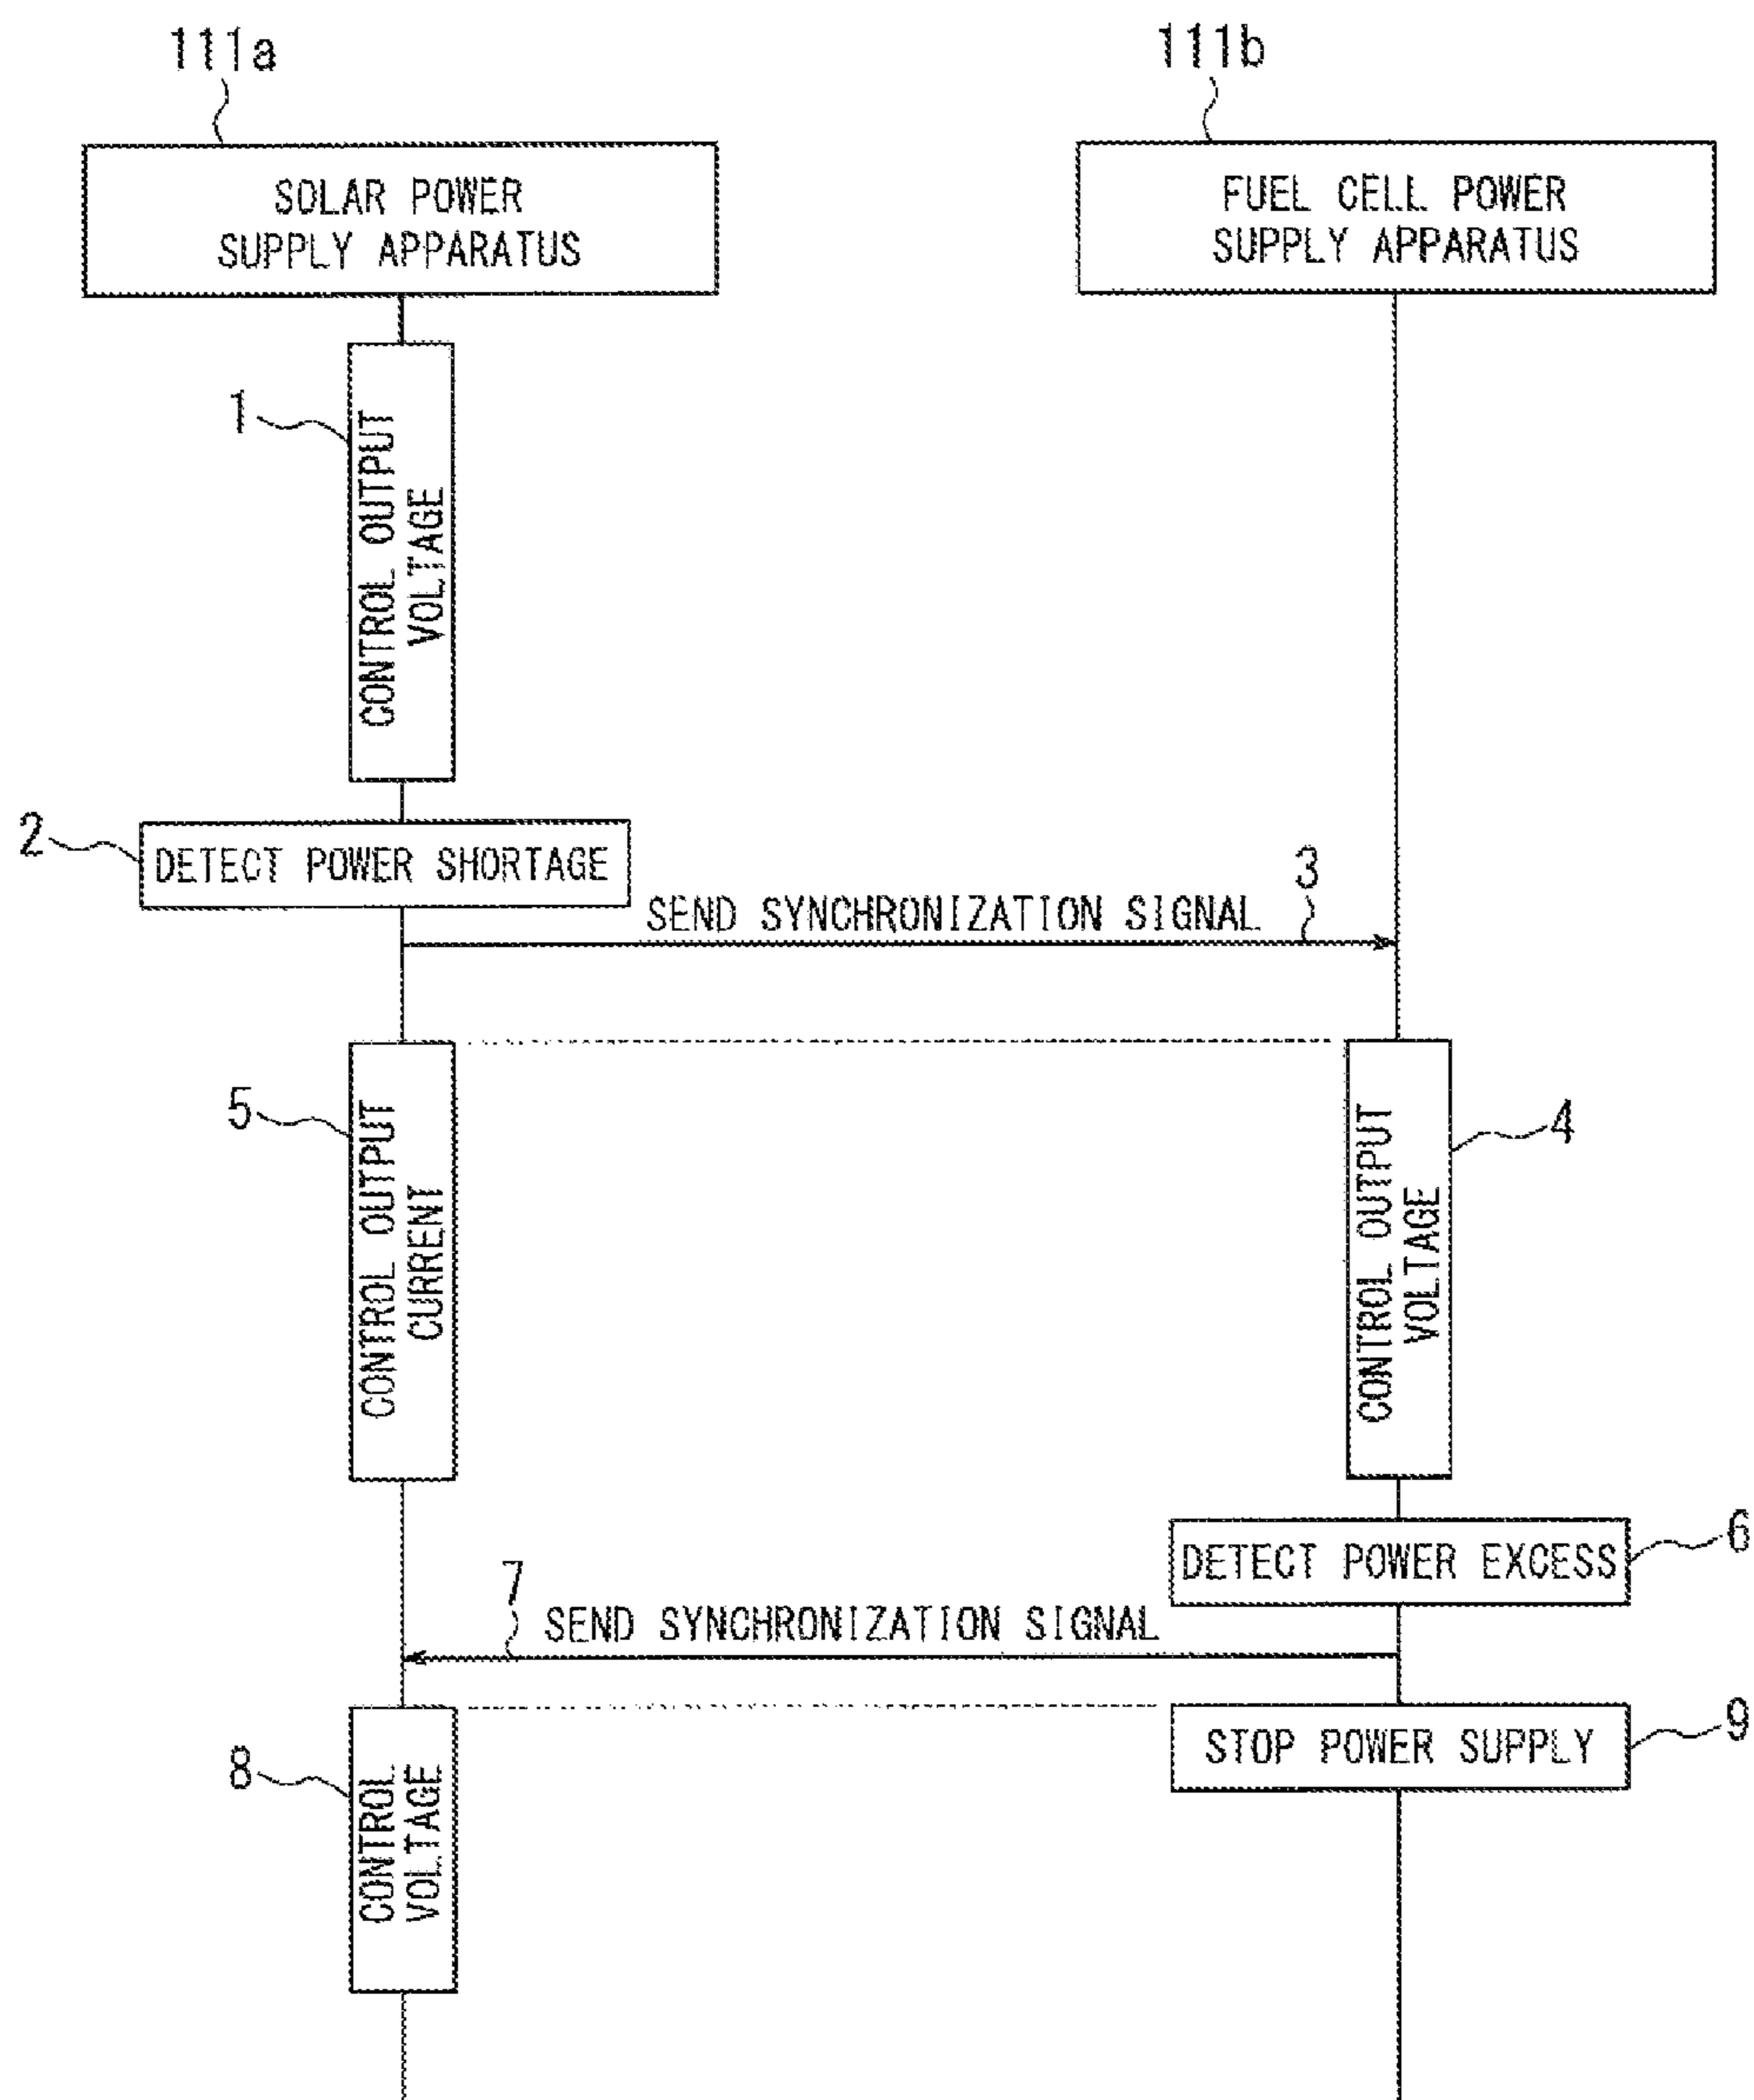 111a
111b
SOLAR POWER
SUPPLY APPARATUS
FUEL CELL POWER
SUPPLY APPARATUS
1
CONTROL OUTPUT
VOLTAGE
2
DETECT POWER SHORTAGE
3
SEND SYNCHRONIZATION SIGNAL
5
CONTROL OUTPUT
CURRENT
4
CONTROL OUTPUT
VOLTAGE
6
DETECT POWER EXCESS
7
SEND SYNCHRONIZATION SIGNAL
8
CONTROL
VOLTAGE
9
STOP POWER SUPPLY